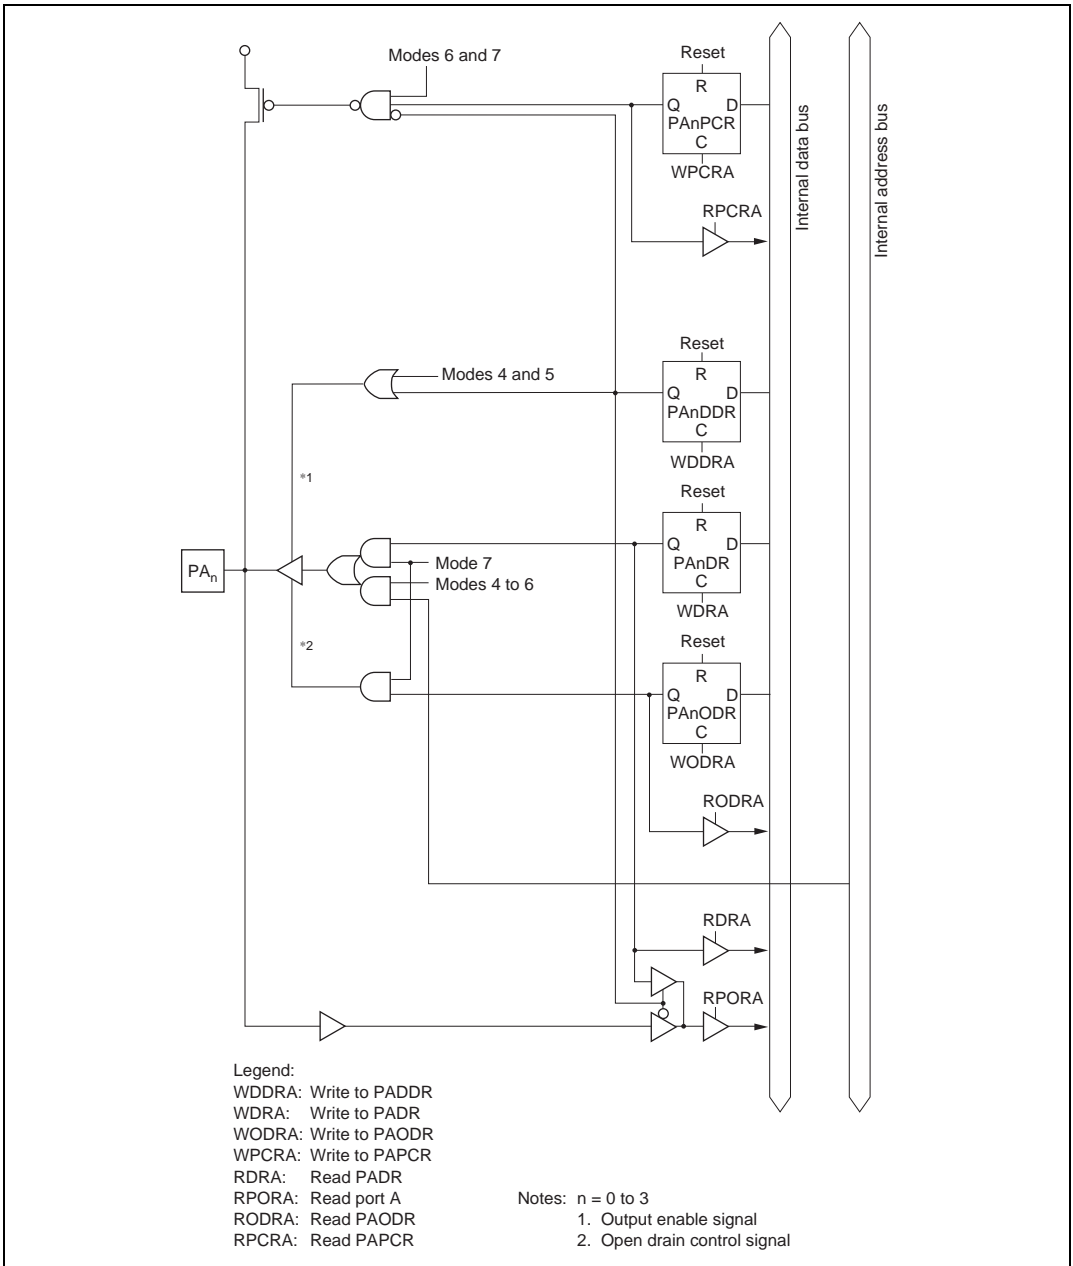 Modes 6 and 7
Reset
R
Q D
PAnPCR
C
WPCRA
RPCRA
Internal data bus
Internal address bus
Reset
R
Modes 4 and 5
Q D
PAnDDR
C
WDDRA
*1
Reset
R
Q D
PAnDR
C
WDRA
Mode 7
Modes 4 to 6
PAn
*2
Reset
R
Q D
PAnODR
C
WODRA
RODRA
RDRA
RPORA
Legend:
WDDRA: Write to PADDR
WDRA: Write to PADR
WODRA: Write to PAODR
WPCRA: Write to PAPCR
RDRA: Read PADR
RPORA: Read port A
RODRA: Read PAODR
RPCRA: Read PAPCR
Notes: n = 0 to 3
1. Output enable signal
2. Open drain control signal